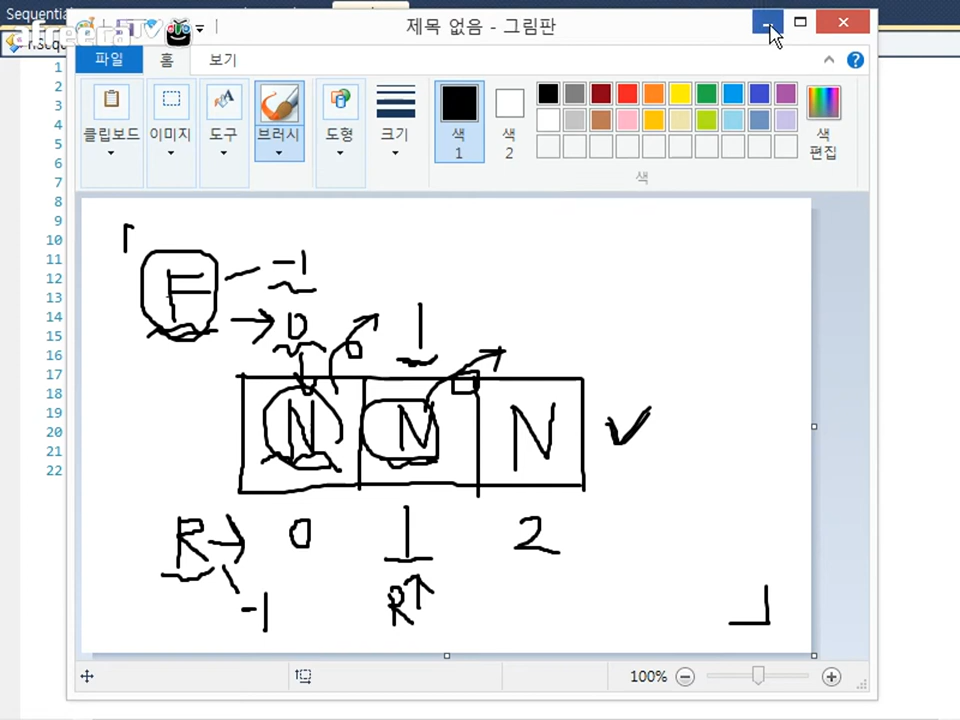 Sequential
afreecaTV
제목 없음 - 그림판
파일 홈 보기
클립보드 이미지 도구 브러시 도형 크기 색 1 색 2 색 편집
색
1
2
3
4
5
6
7
8
9
10
11
12
13
14
15
16
17
18
19
20
21
22
F -1
0 1
N N N
R → 0 1 2
-1 R↑
100%